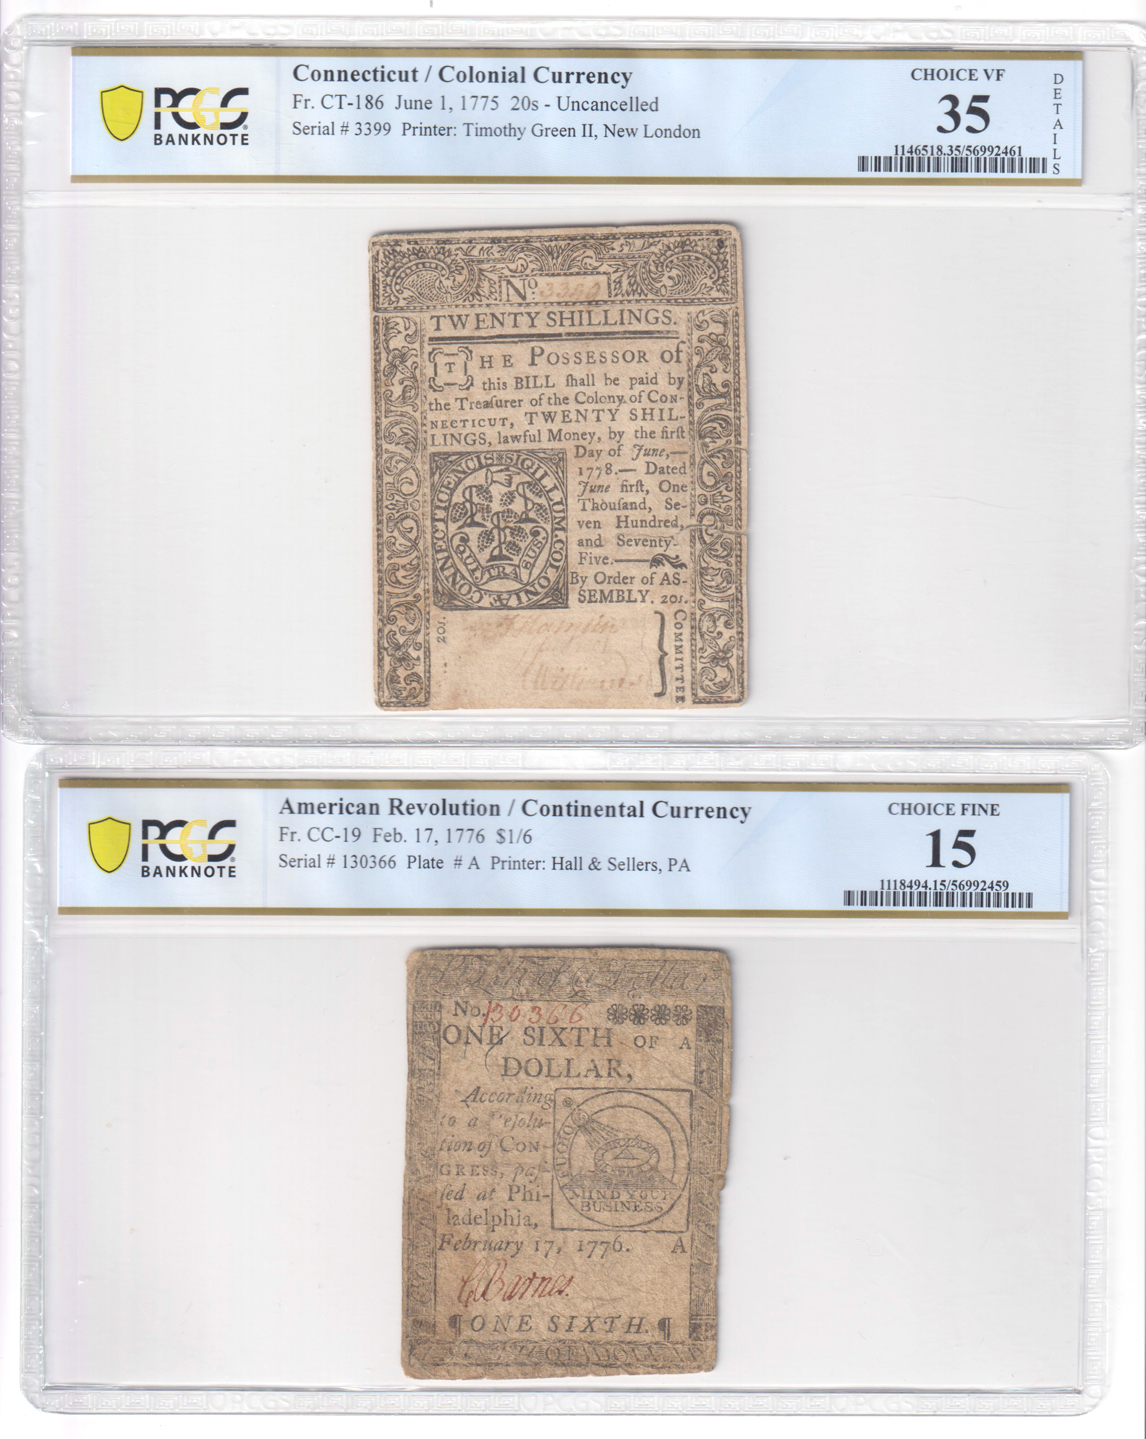 PCGS
BANKNOTE
Connecticut / Colonial Currency
Fr. CT-186 June 1, 1775 20s - Uncancelled
Serial # 3399 Printer: Timothy Green II, New London
CHOICE VF
35
1146518.35/56992461
DETAILS
No. 3399
TWENTY SHILLINGS.
THE POSSESSOR of
this BILL ſhall be paid by
the Treaſurer of the Colony of CON-
NECTICUT, TWENTY SHIL-
LINGS, lawful Money, by the firſt
Day of June,—
1778.— Dated
June firſt, One
Thouſand, Se-
ven Hundred,
and Seventy-
Five.—
By Order of AS-
SEMBLY. 20s.
SIGILLUM. COLONIÆ. CONNECTICENCIS
QUI TRA SUS
20s.
COMMITTEE
PCGS
BANKNOTE
American Revolution / Continental Currency
Fr. CC-19 Feb. 17, 1776 $1/6
Serial # 130366 Plate # A Printer: Hall & Sellers, PA
CHOICE FINE
15
1118494.15/56992459
No. 130366
ONE SIXTH OF A
DOLLAR,
According
to a Reſolu-
tion of CON-
GRESS, paſ-
ſed at Phi-
ladelphia,
February 17, 1776. A
FUGIO
MIND YOUR
BUSINESS
C Barnes.
¶ONE SIXTH.¶